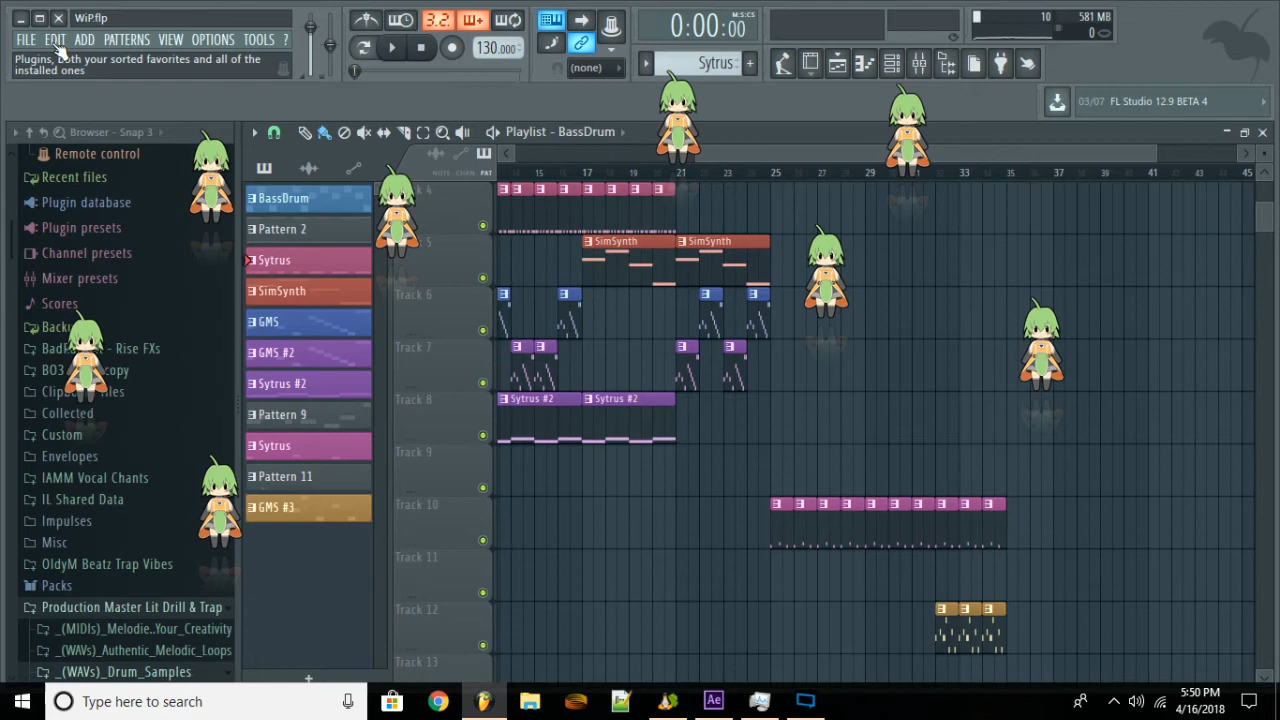 WiP.flp
FILE EDIT ADD PATTERNS VIEW OPTIONS TOOLS ?
Plugins, both your sorted favorites and all of the
installed ones
3.2.
130.000
(none)
0:00:00
M:S:CS
Sytrus
10 581 MB
0
03/07 FL Studio 12.9 BETA 4
Browser - Snap 3
Playlist - BassDrum
NOTE CHAN PAT
15 17 19 21 23 25 27 29 31 33 35 37 39 41 43 45
Remote control
Recent files
Plugin database
Plugin presets
Channel presets
Mixer presets
Scores
BadF - Rise FXs
BO3 copy
Clipb files
Collected
Custom
Envelopes
IAMM Vocal Chants
IL Shared Data
Impulses
Misc
OldyM Beatz Trap Vibes
Packs
Production Master Lit Drill & Trap
_(MIDIs)_Melodie..Your_Creativity
_(WAVs)_Authentic_Melodic_Loops
_(WAVs)_Drum_Samples
BassDrum
Pattern 2
Sytrus
SimSynth
GMS
GMS #2
Sytrus #2
Pattern 9
Sytrus
Pattern 11
GMS #3
SimSynth SimSynth
Track 6
Track 7
Track 8
Sytrus #2 Sytrus #2
Track 9
Track 10
Track 11
Track 12
Track 13
Type here to search
Ae
5:50 PM
4/16/2018